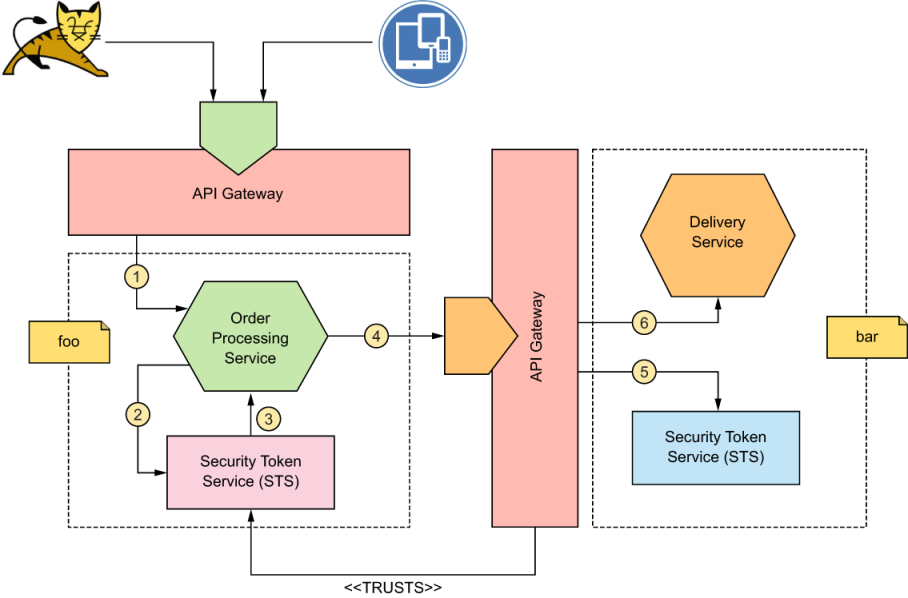 API Gateway
1
Order
Processing
Service
foo
2
3
4
Security Token
Service (STS)
API Gateway
Delivery
Service
6
bar
5
Security Token
Service (STS)
<<TRUSTS>>